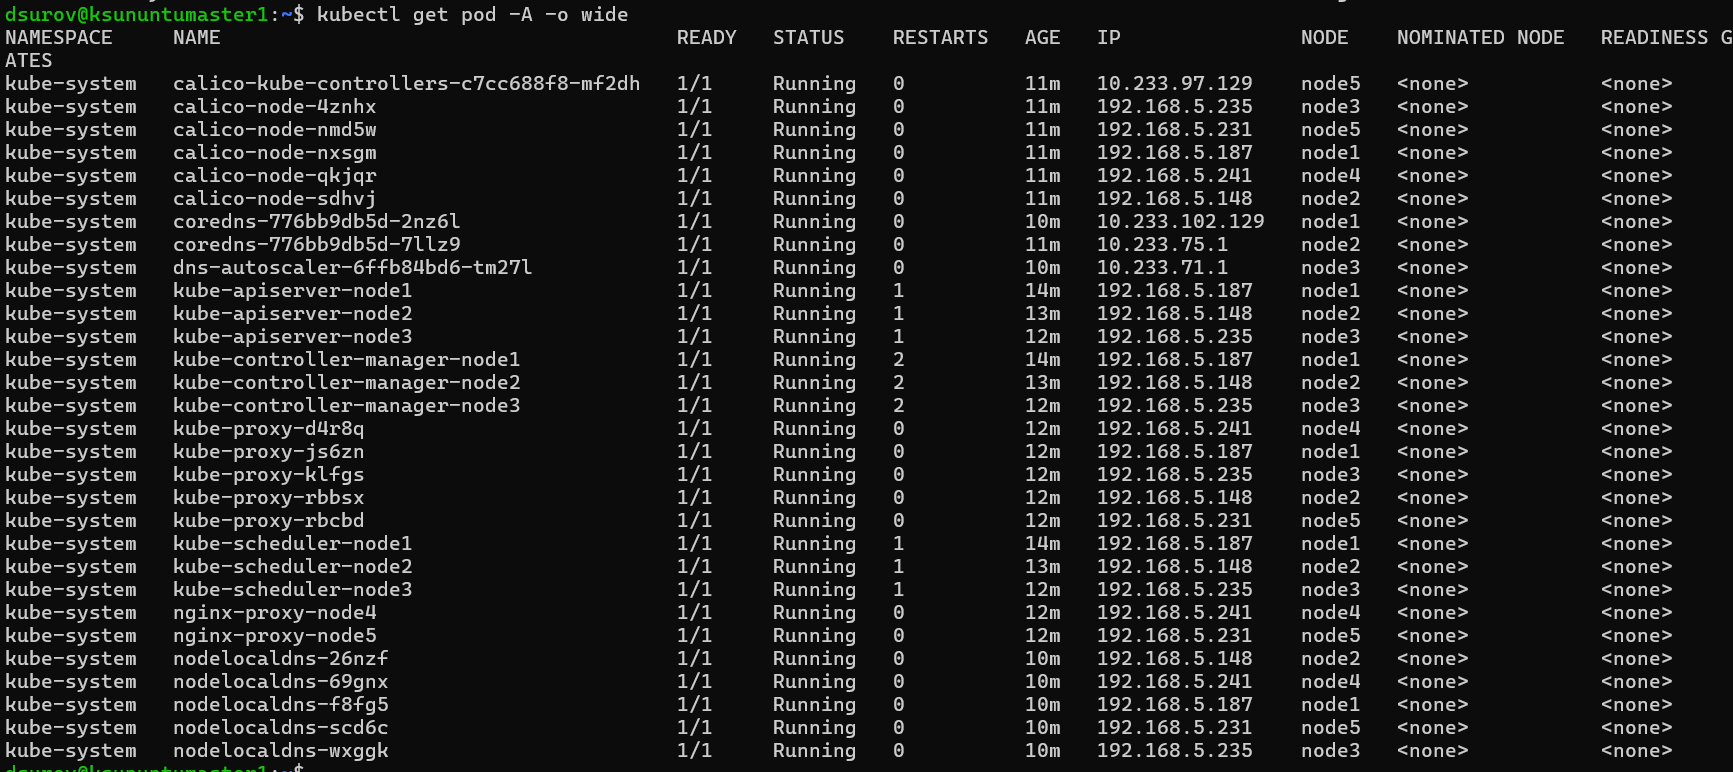 dsurov@ksununtumaster1:~$ kubectl get pod -A -o wide
NAMESPACE     NAME                                      READY   STATUS    RESTARTS   AGE   IP               NODE    NOMINATED NODE   READINESS G
ATES
kube-system   calico-kube-controllers-c7cc688f8-mf2dh   1/1     Running   0          11m   10.233.97.129    node5   <none>           <none>
kube-system   calico-node-4znhx                         1/1     Running   0          11m   192.168.5.235    node3   <none>           <none>
kube-system   calico-node-nmd5w                         1/1     Running   0          11m   192.168.5.231    node5   <none>           <none>
kube-system   calico-node-nxsgm                         1/1     Running   0          11m   192.168.5.187    node1   <none>           <none>
kube-system   calico-node-qkjqr                         1/1     Running   0          11m   192.168.5.241    node4   <none>           <none>
kube-system   calico-node-sdhvj                         1/1     Running   0          11m   192.168.5.148    node2   <none>           <none>
kube-system   coredns-776bb9db5d-2nz6l                  1/1     Running   0          10m   10.233.102.129   node1   <none>           <none>
kube-system   coredns-776bb9db5d-7llz9                  1/1     Running   0          11m   10.233.75.1      node2   <none>           <none>
kube-system   dns-autoscaler-6ffb84bd6-tm27l            1/1     Running   0          10m   10.233.71.1      node3   <none>           <none>
kube-system   kube-apiserver-node1                      1/1     Running   1          14m   192.168.5.187    node1   <none>           <none>
kube-system   kube-apiserver-node2                      1/1     Running   1          13m   192.168.5.148    node2   <none>           <none>
kube-system   kube-apiserver-node3                      1/1     Running   1          12m   192.168.5.235    node3   <none>           <none>
kube-system   kube-controller-manager-node1             1/1     Running   2          14m   192.168.5.187    node1   <none>           <none>
kube-system   kube-controller-manager-node2             1/1     Running   2          13m   192.168.5.148    node2   <none>           <none>
kube-system   kube-controller-manager-node3             1/1     Running   2          12m   192.168.5.235    node3   <none>           <none>
kube-system   kube-proxy-d4r8q                          1/1     Running   0          12m   192.168.5.241    node4   <none>           <none>
kube-system   kube-proxy-js6zn                          1/1     Running   0          12m   192.168.5.187    node1   <none>           <none>
kube-system   kube-proxy-klfgs                          1/1     Running   0          12m   192.168.5.235    node3   <none>           <none>
kube-system   kube-proxy-rbbsx                          1/1     Running   0          12m   192.168.5.148    node2   <none>           <none>
kube-system   kube-proxy-rbcbd                          1/1     Running   0          12m   192.168.5.231    node5   <none>           <none>
kube-system   kube-scheduler-node1                      1/1     Running   1          14m   192.168.5.187    node1   <none>           <none>
kube-system   kube-scheduler-node2                      1/1     Running   1          13m   192.168.5.148    node2   <none>           <none>
kube-system   kube-scheduler-node3                      1/1     Running   1          12m   192.168.5.235    node3   <none>           <none>
kube-system   nginx-proxy-node4                         1/1     Running   0          12m   192.168.5.241    node4   <none>           <none>
kube-system   nginx-proxy-node5                         1/1     Running   0          12m   192.168.5.231    node5   <none>           <none>
kube-system   nodelocaldns-26nzf                        1/1     Running   0          10m   192.168.5.148    node2   <none>           <none>
kube-system   nodelocaldns-69gnx                        1/1     Running   0          10m   192.168.5.241    node4   <none>           <none>
kube-system   nodelocaldns-f8fg5                        1/1     Running   0          10m   192.168.5.187    node1   <none>           <none>
kube-system   nodelocaldns-scd6c                        1/1     Running   0          10m   192.168.5.231    node5   <none>           <none>
kube-system   nodelocaldns-wxggk                        1/1     Running   0          10m   192.168.5.235    node3   <none>           <none>
dsurov@ksununtumaster1:~$